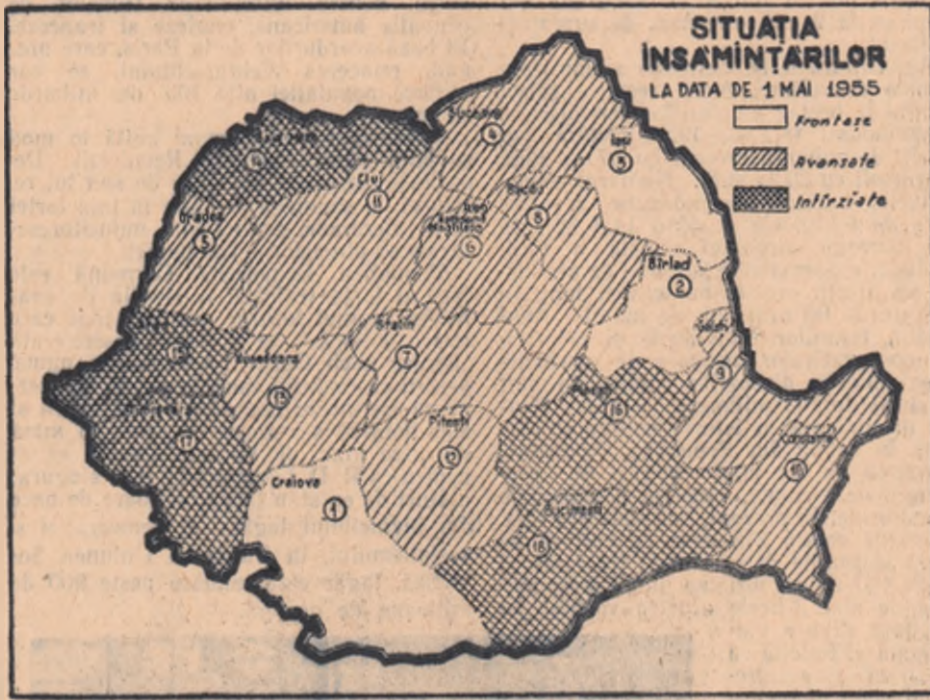 SITUAȚIA
ÎNSĂMÎNȚĂRILOR
LA DATA DE 1 MAI 1955
Fruntașe
Avansate
Întîrziate
Suceava
4
Iași
3
14
Cluj
11
Bacău
8
Oradea
5
6
Bîrlad
2
Galați
9
Hunedoara
13
Stalin
7
Ploești
16
17
Pitești
12
Constanța
Craiova
1
București
18